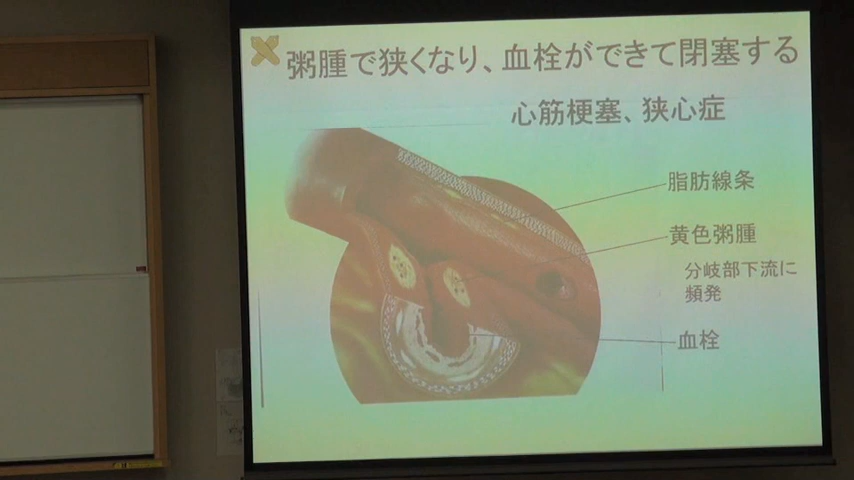 粥腫で狭くなり、血栓ができて閉塞する
心筋梗塞、狭心症
脂肪線条
黄色粥腫
分岐部下流に
頻発
血栓